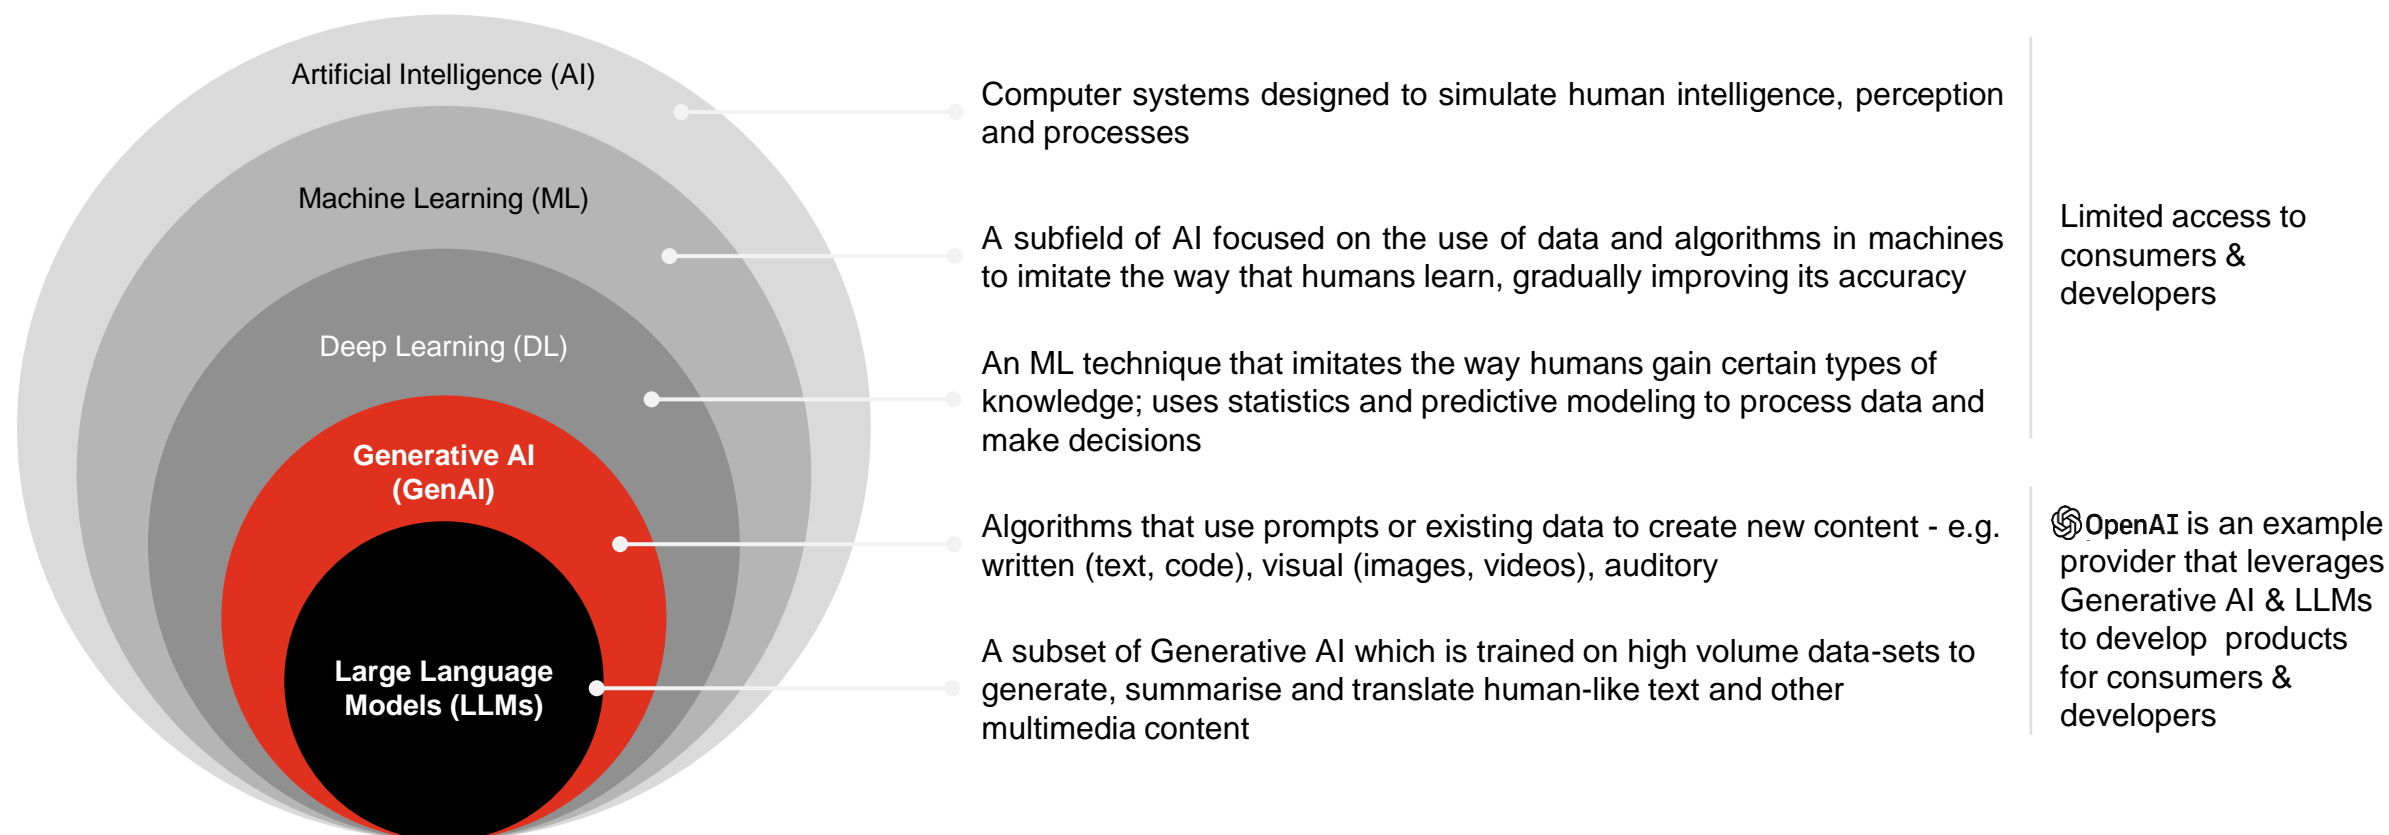 Artificial Intelligence (AI)
Computer systems designed to simulate human intelligence, perception
and processes
Machine Learning (ML)
A subfield of AI focused on the use of data and algorithms in machines
to imitate the way that humans learn, gradually improving its accuracy
Deep Learning (DL)
An ML technique that imitates the way humans gain certain types of
knowledge; uses statistics and predictive modeling to process data and
make decisions
Limited access to
consumers &
developers
Generative AI
(GenAI)
Algorithms that use prompts or existing data to create new content - e.g.
written (text, code), visual (images, videos), auditory
Large Language
Models (LLMs)
A subset of Generative AI which is trained on high volume data-sets to
generate, summarise and translate human-like text and other
multimedia content
OpenAI is an example
provider that leverages
Generative AI & LLMs
to develop products
for consumers &
developers